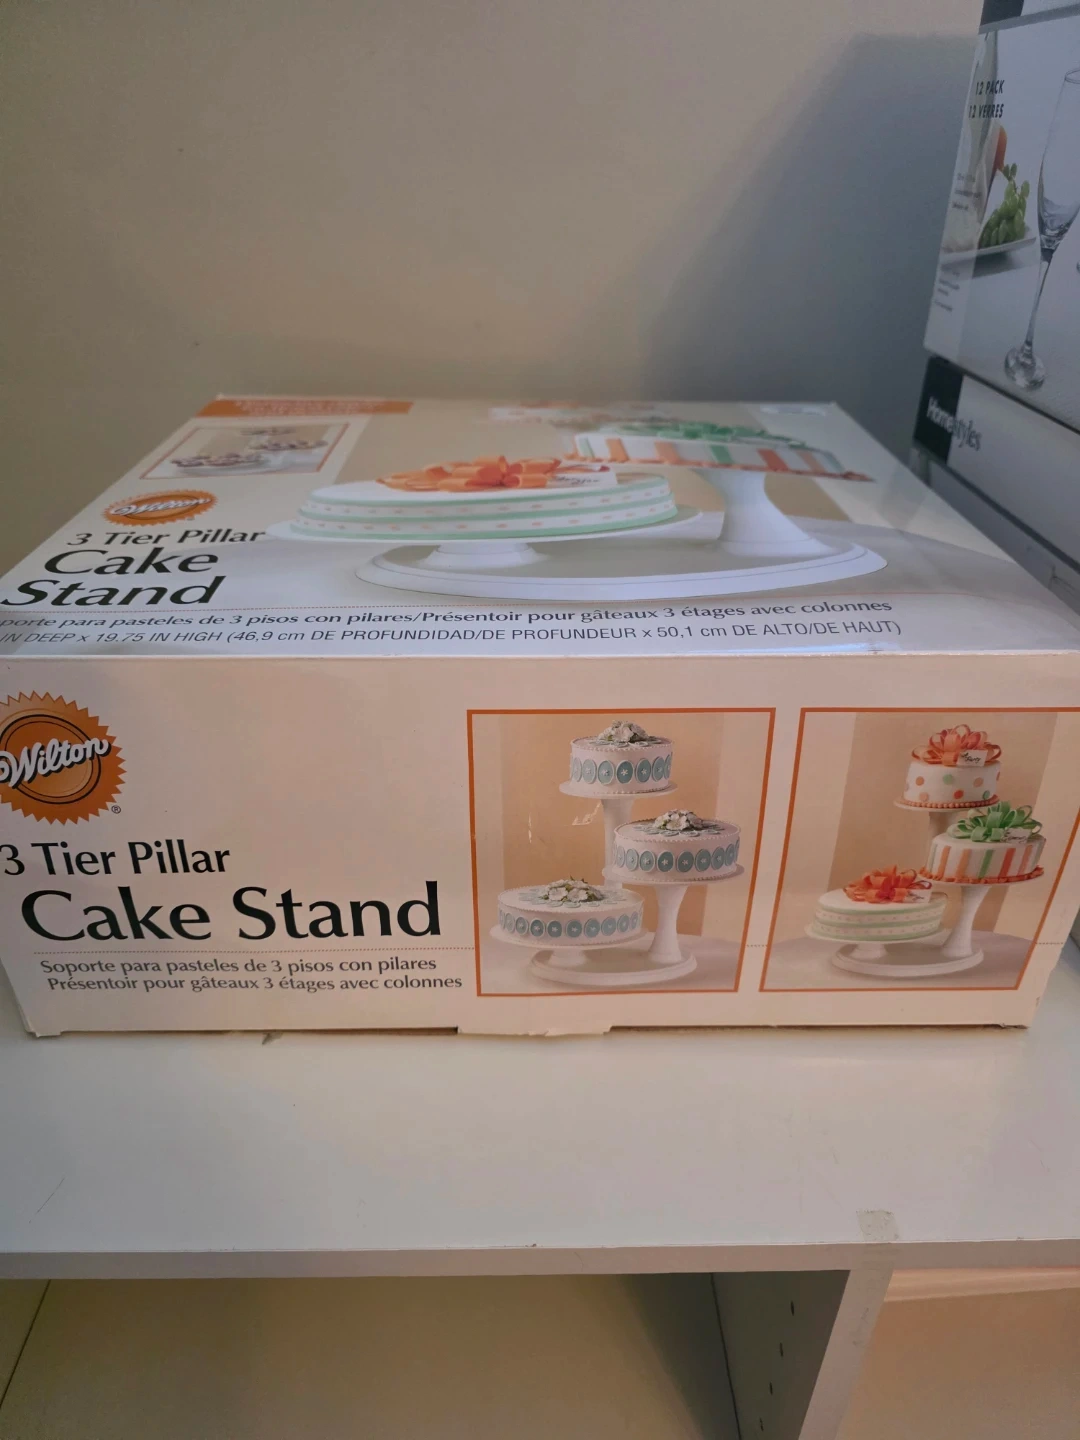 12 PACK
12 VERRES
HomeStyles
Wilton
3 Tier Pillar
Cake
Stand
porte para pasteles de 3 pisos con pilares/Présentoir pour gâteaux 3 étages avec colonnes
IN DEEP x 19.75 IN HIGH (46,9 cm DE PROFUNDIDAD/DE PROFUNDEUR x 50,1 cm DE ALTO/DE HAUT)
Wilton®
3 Tier Pillar
Cake Stand
Soporte para pasteles de 3 pisos con pilares
Présentoir pour gâteaux 3 étages avec colonnes